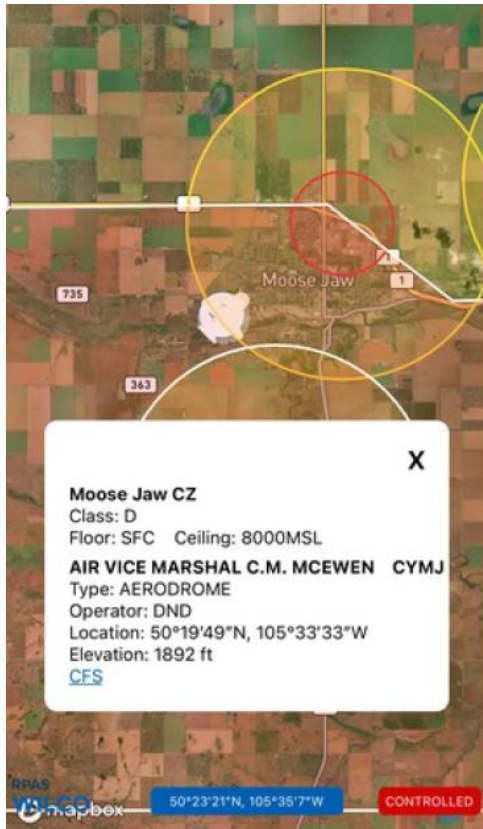 Moose Jaw
735
1
363
X
Moose Jaw CZ
Class: D
Floor: SFC Ceiling: 8000MSL
AIR VICE MARSHAL C.M. MCEWEN CYMJ
Type: AERODROME
Operator: DND
Location: 50°19'49"N, 105°33'33"W
Elevation: 1892 ft
CFS
RPAS
WILCO
mapbox
50°23'21"N, 105°35'7"W
CONTROLLED